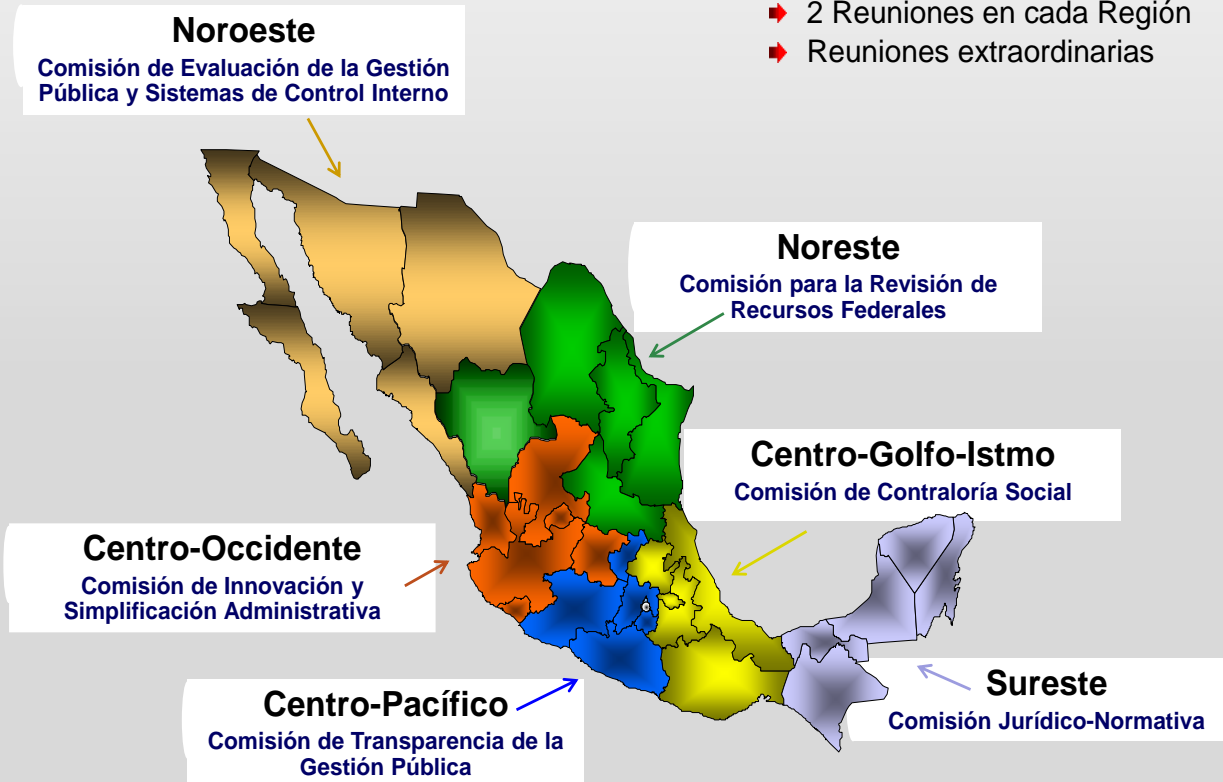 2 Reuniones en cada Región
Reuniones extraordinarias
Noroeste
Comisión de Evaluación de la Gestión
Pública y Sistemas de Control Interno
Noreste
Comisión para la Revisión de
Recursos Federales
Centro-Golfo-Istmo
Comisión de Contraloría Social
Centro-Occidente
Comisión de Innovación y
Simplificación Administrativa
Sureste
Comisión Jurídico-Normativa
Centro-Pacífico
Comisión de Transparencia de la
Gestión Pública